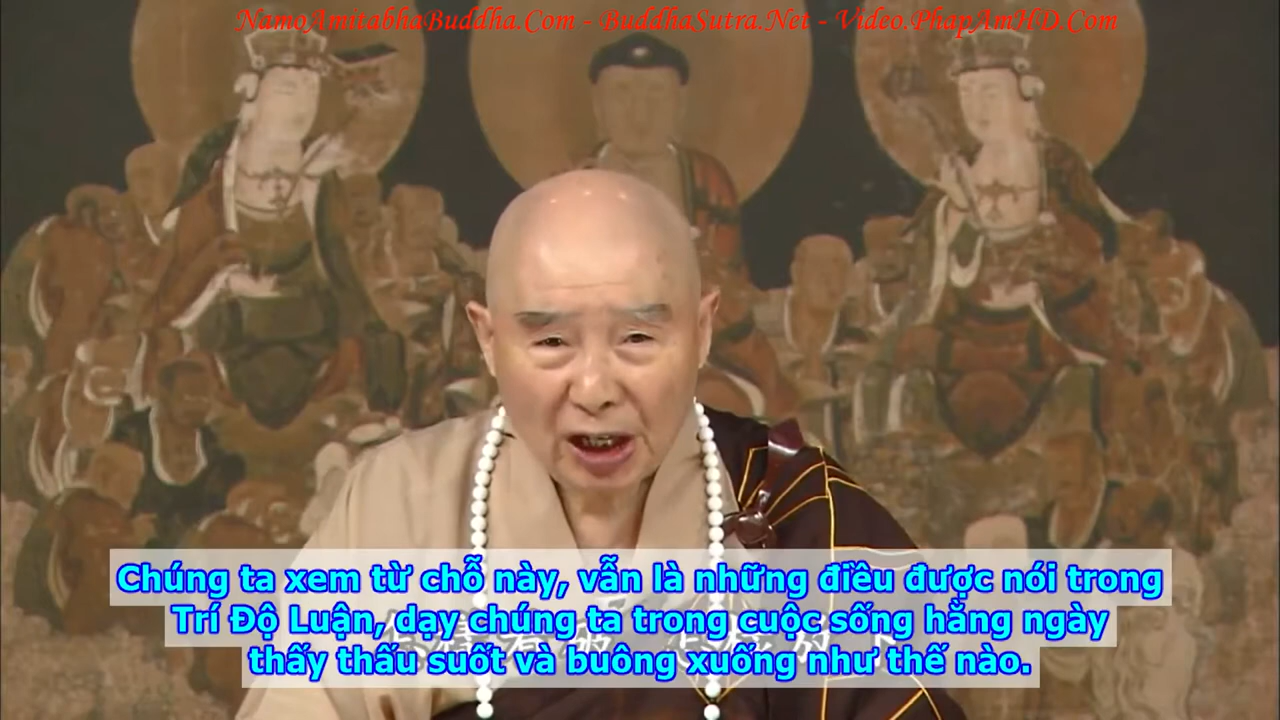 NamoAmitabhaBuddha.Com - BuddhaSutra.Net - Video.PhapAmHD.Com
Chúng ta xem từ chỗ này, vẫn là những điều được nói trong
Trí Độ Luận, dạy chúng ta trong cuộc sống hằng ngày
thấy thấu suốt và buông xuống như thế nào.